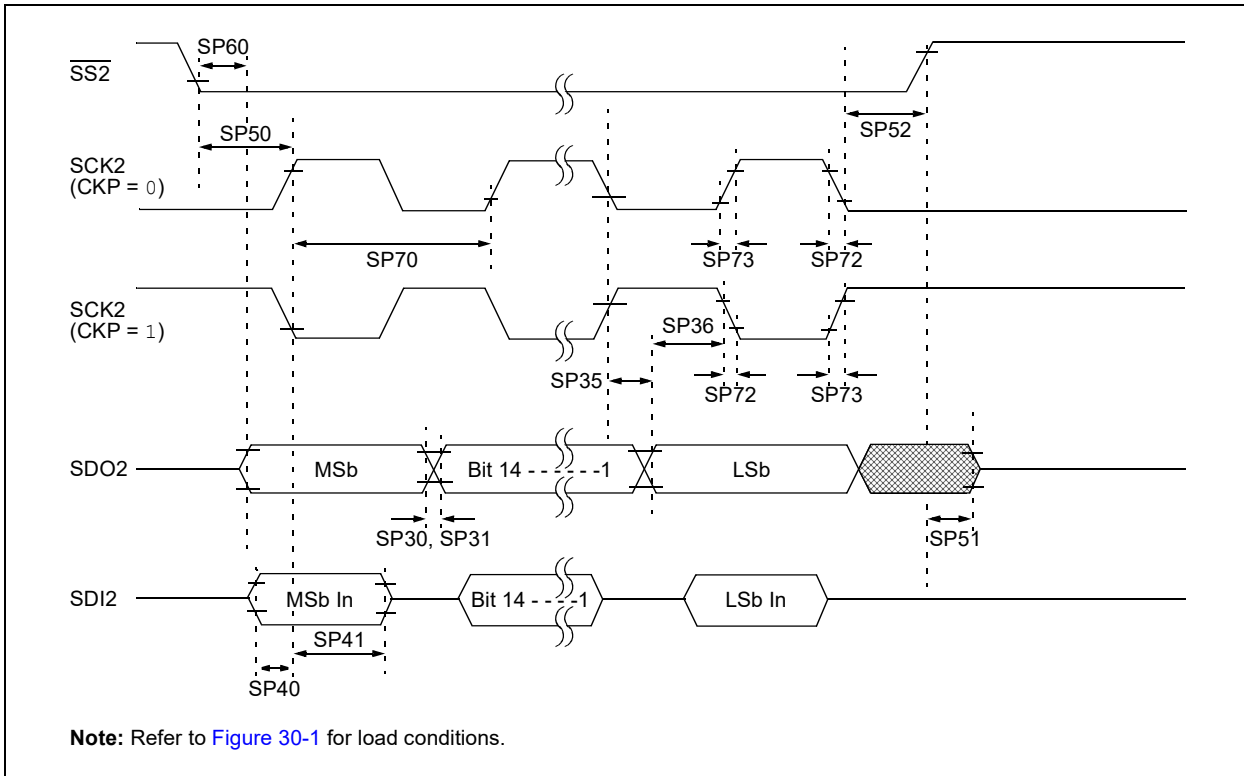 SP60
SS2
SP50
SP52
SCK2
(CKP = 0)
SP70
SP73
SP72
SCK2
(CKP = 1)
SP36
SP35
SP72
SP73
SDO2
MSb
Bit 14 - - - - - -1
LSb
SP30, SP31
SP51
SDI2
MSb In
Bit 14 - - - -1
LSb In
SP41
SP40
Note: Refer to Figure 30-1 for load conditions.